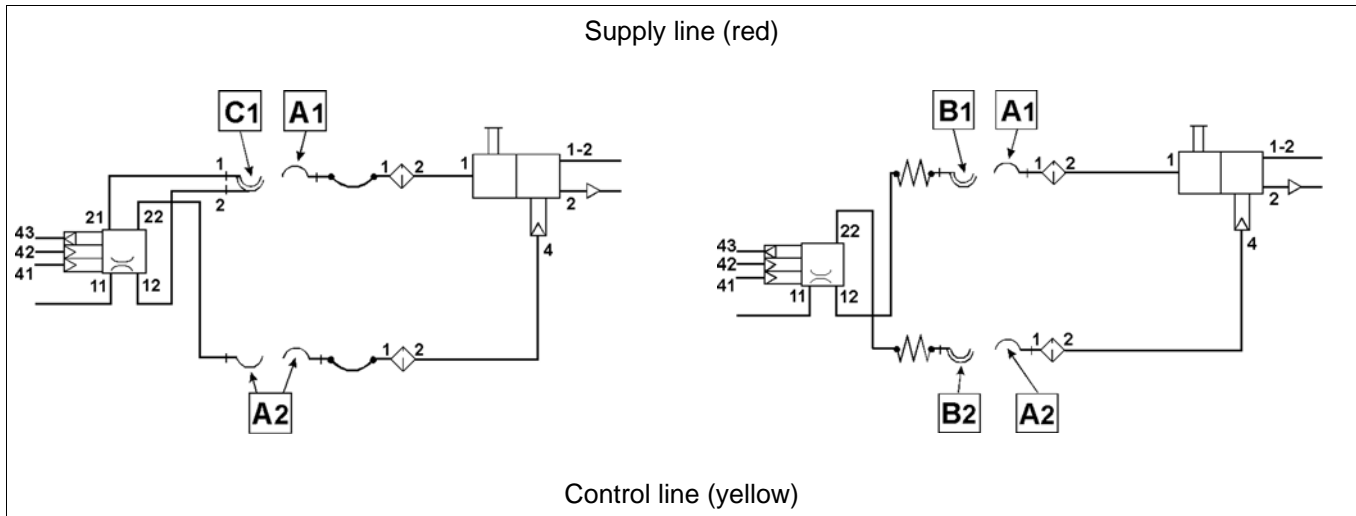 Supply line (red)
C1 A1
1 1 2 1 1-2
2 2
21 22
43
42
41
4
11 12
1 2
A2
B1 A1
1 2 1 1-2
2
22
43
42
41
4
11 12
1 2
B2 A2
Control line (yellow)